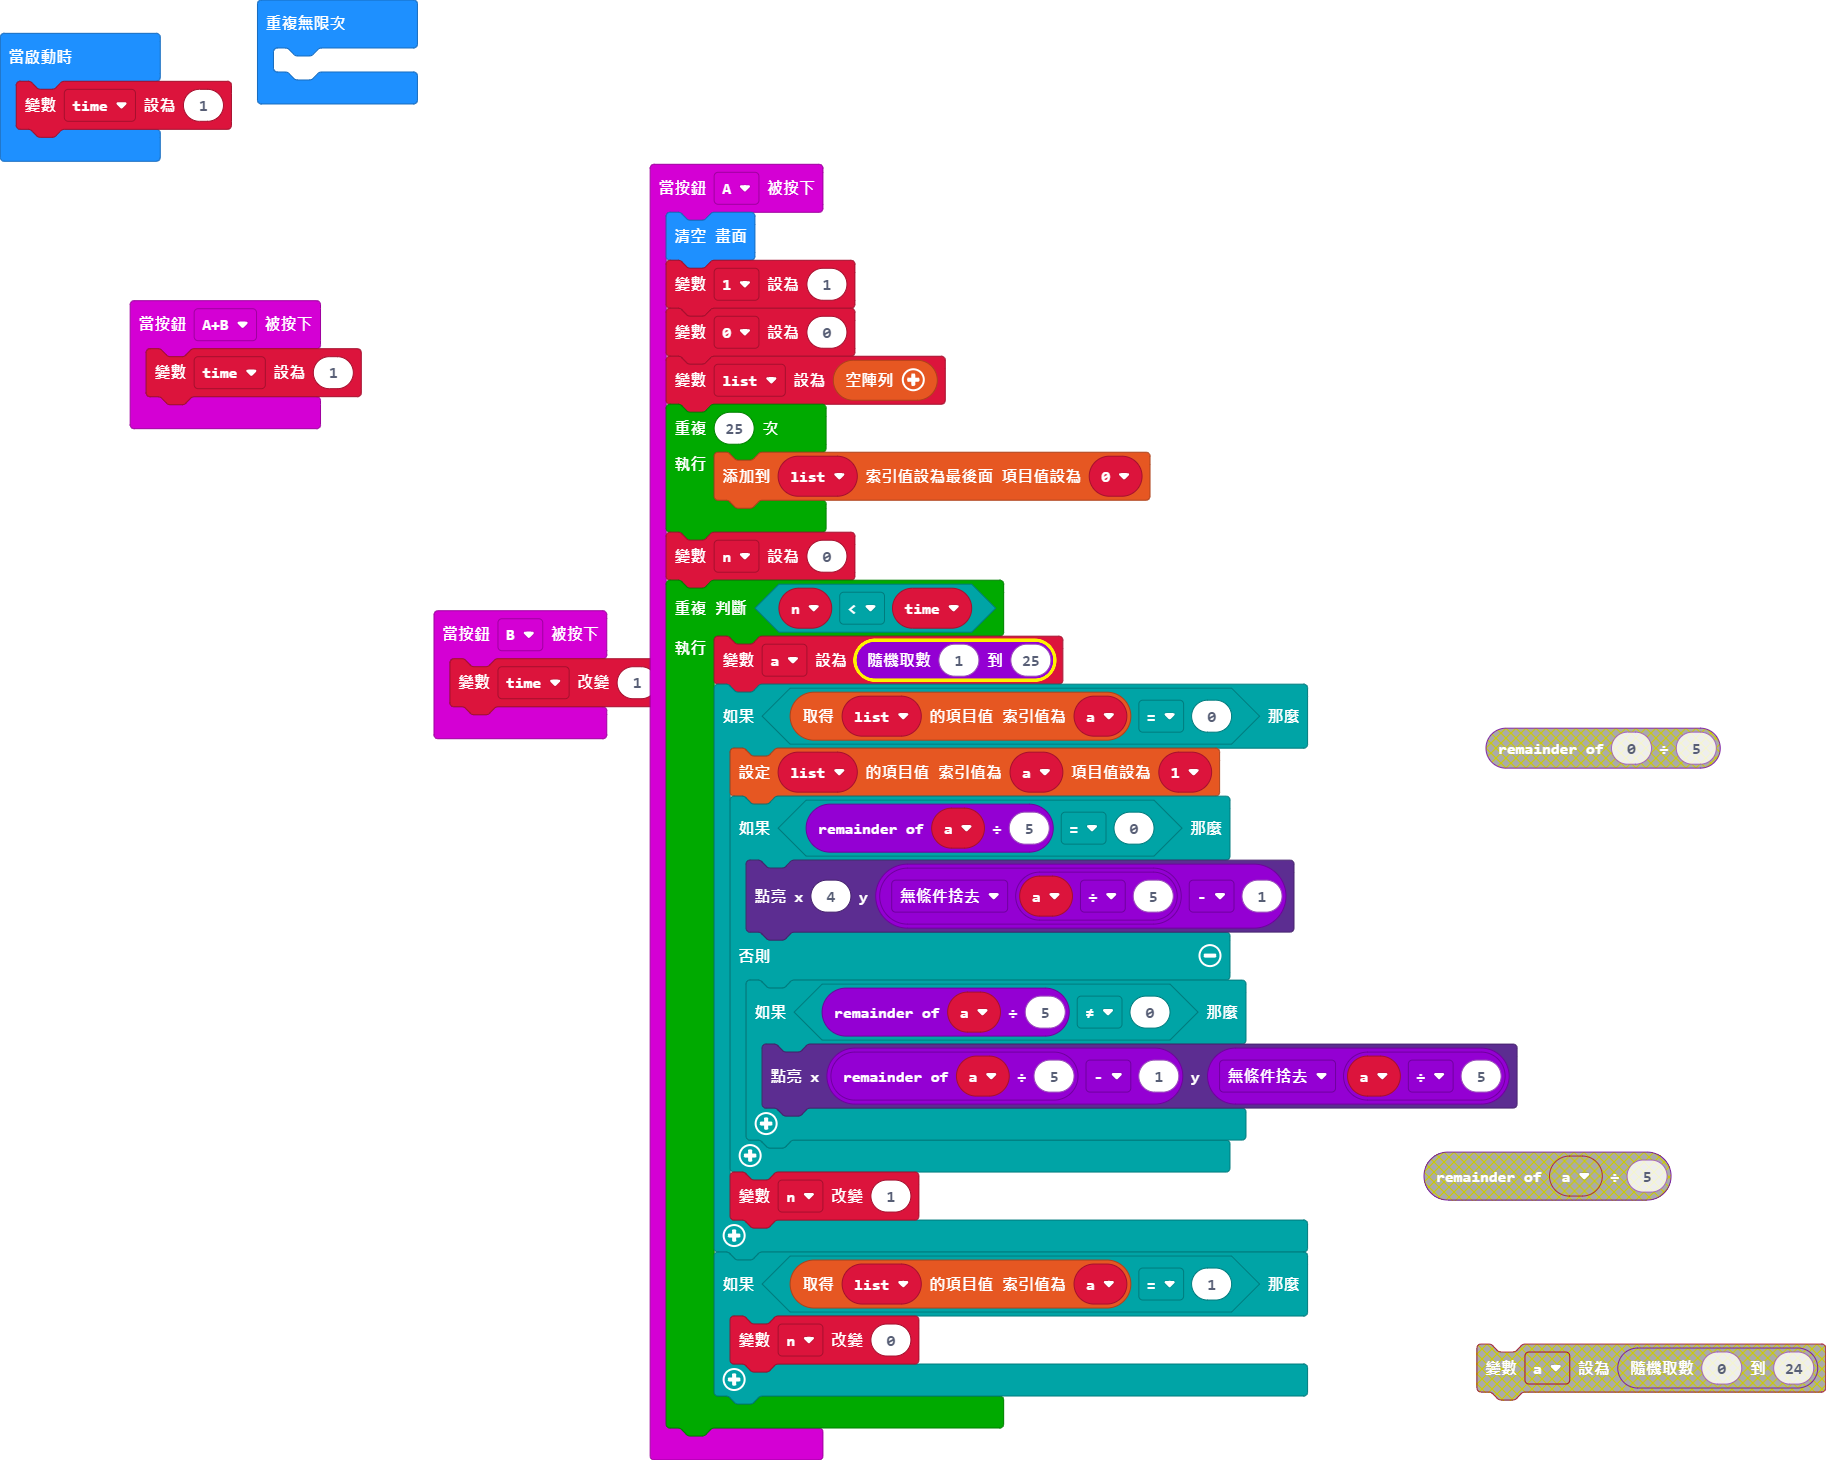 重複無限次
當啟動時
變數 time 設為 1
當按鈕 A 被按下
清空 畫面
變數 1 設為 1
變數 0 設為 0
變數 list 設為 空陣列
重複 25 次
執行 添加到 list 索引值設為最後面 項目值設為 0
變數 n 設為 0
重複 判斷 n < time
執行 變數 a 設為 隨機取數 1 到 25
如果 取得 list 的項目值 索引值為 a = 0 那麼
設定 list 的項目值 索引值為 a 項目值設為 1
如果 remainder of a ÷ 5 = 0 那麼
點亮 x 4 y 無條件捨去 a ÷ 5 - 1
否則
如果 remainder of a ÷ 5 ≠ 0 那麼
點亮 x remainder of a ÷ 5 - 1 y 無條件捨去 a ÷ 5
變數 n 改變 1
如果 取得 list 的項目值 索引值為 a = 1 那麼
變數 n 改變 0
當按鈕 A+B 被按下
變數 time 設為 1
當按鈕 B 被按下
變數 time 改變 1
remainder of 0 ÷ 5
remainder of a ÷ 5
變數 a 設為 隨機取數 0 到 24